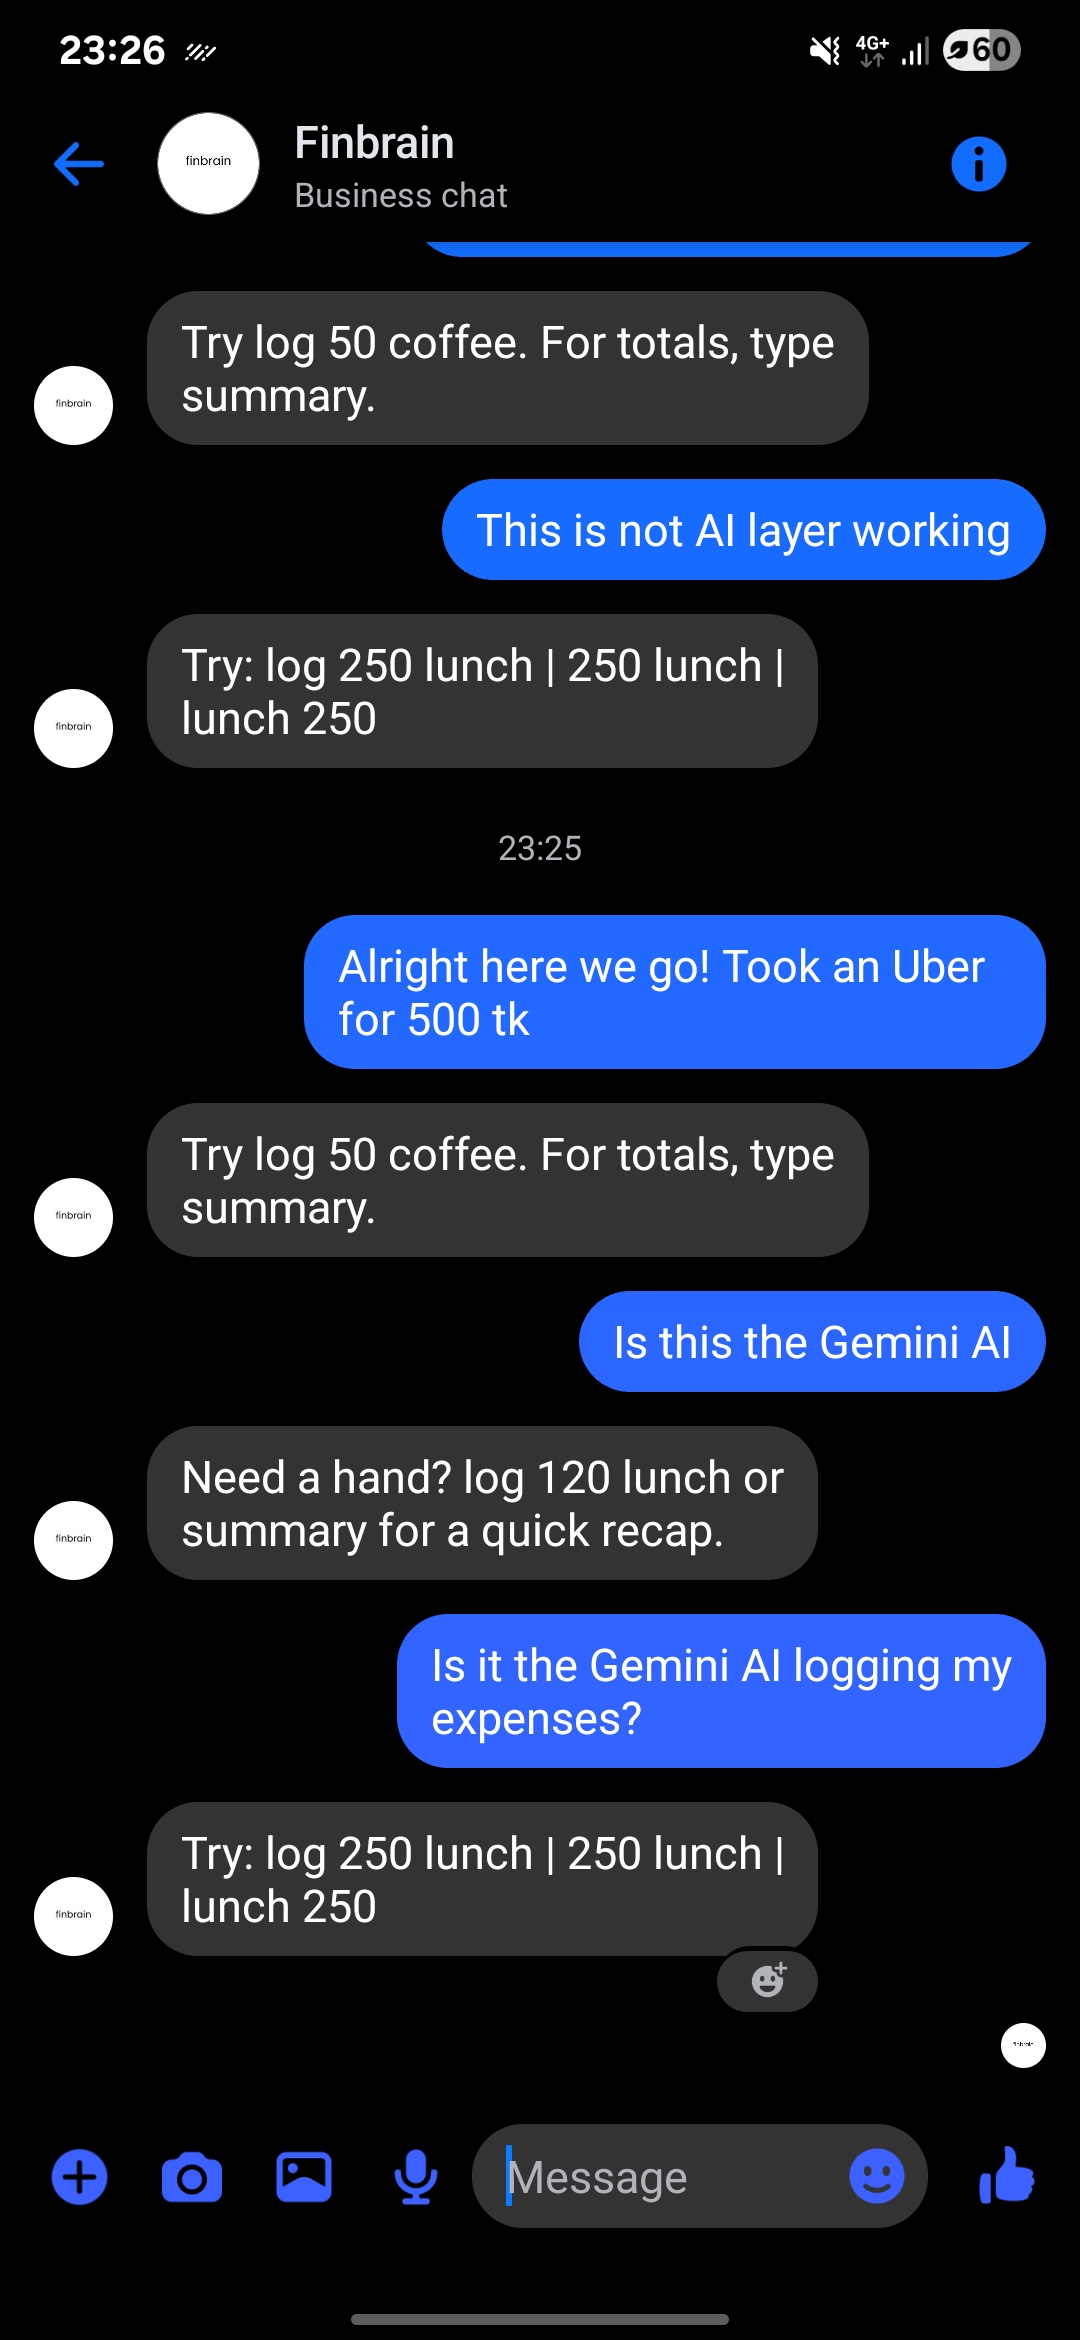 23:26
4G+
60
finbrain
Finbrain
Business chat
Try log 50 coffee. For totals, type
summary.
finbrain
This is not AI layer working
Try: log 250 lunch | 250 lunch |
lunch 250
finbrain
23:25
Alright here we go! Took an Uber
for 500 tk
Try log 50 coffee. For totals, type
summary.
finbrain
Is this the Gemini AI
Need a hand? log 120 lunch or
summary for a quick recap.
finbrain
Is it the Gemini AI logging my
expenses?
Try: log 250 lunch | 250 lunch |
lunch 250
finbrain
finbrain
Message